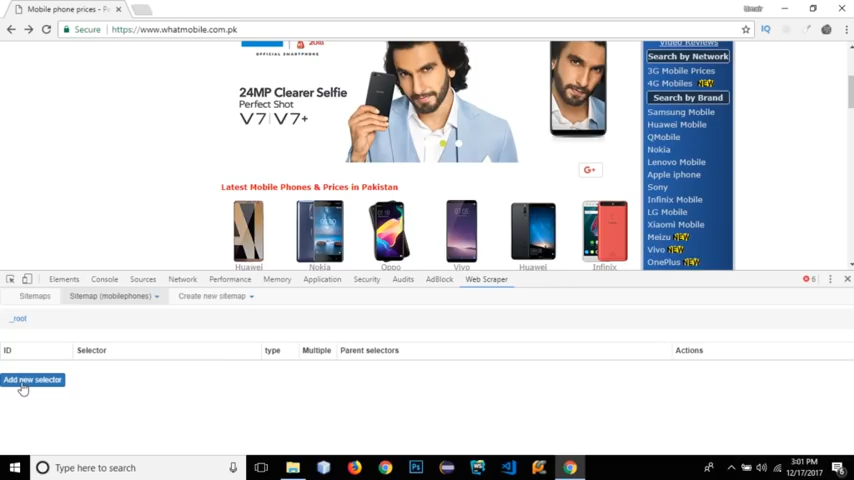 Mobile phone prices - Pa
Secure
https://www.whatmobile.com.pk
OFFICIAL SMARTPHONE
24MP Clearer Selfie
Perfect Shot
V7 | V7+
G+
Latest Mobile Phones & Prices in Pakistan
Huawei
Nokia
Oppo
Vivo
Huawei
Infinix
Video Reviews
Search by Network
3G Mobile Prices
4G Mobiles NEW
Search by Brand
Samsung Mobile
Huawei Mobile
QMobile
Nokia
Lenovo Mobile
Apple iphone
Sony
Infinix Mobile
LG Mobile
Xiaomi Mobile
Meizu NEW
Vivo NEW
OnePlus NEW
Elements Console Sources Network Performance Memory Application Security Audits AdBlock Web Scraper 6
Sitemaps Sitemap (mobilephones) Create new sitemap
_root
ID Selector type Multiple Parent selectors Actions
Add new selector
Type here to search
3:01 PM
12/17/2017